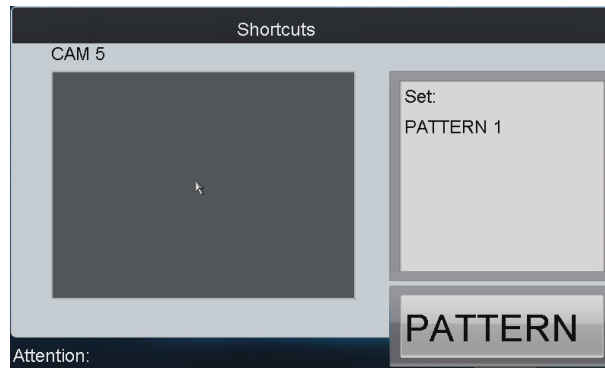 Shortcuts
CAM 5
Set:
PATTERN 1
PATTERN
Attention: